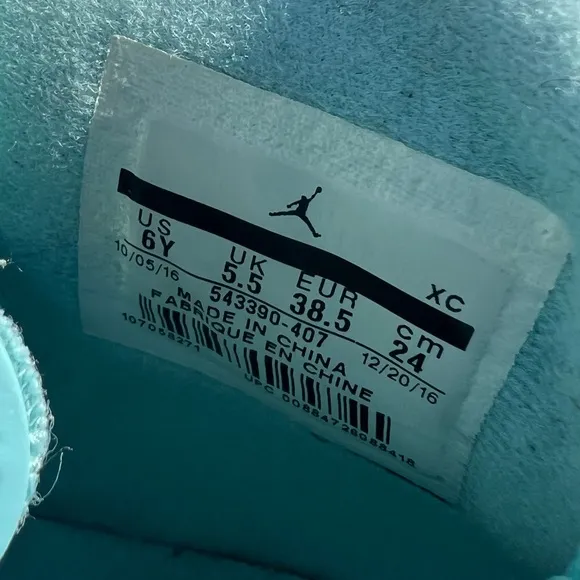 XC
US UK EUR cm
6Y 5.5 38.5 24
10/05/16 543390-407 12/20/16
MADE IN CHINA
FABRIQUE EN CHINE
107058271
UPC 00884726088418